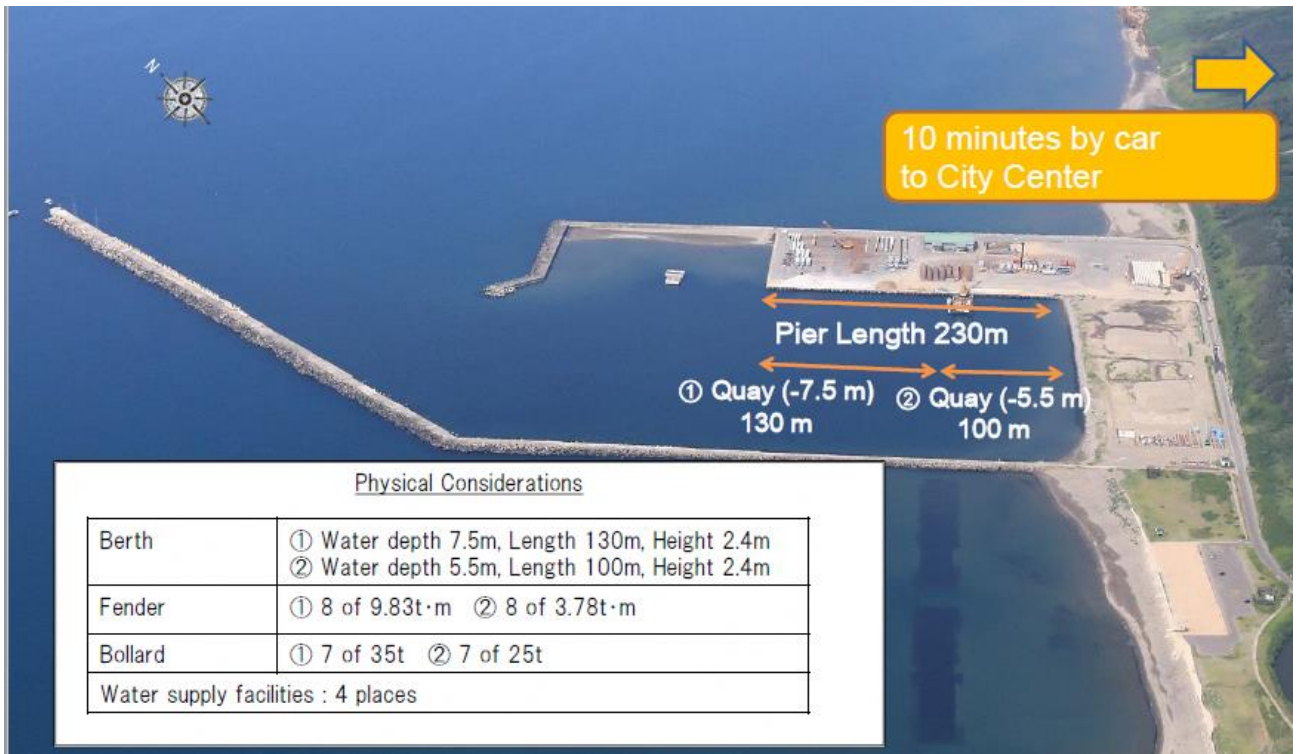 N
10 minutes by car
to City Center
Pier Length 230m
① Quay (-7.5 m)
130 m
② Quay (-5.5 m)
100 m
Physical Considerations
Berth
① Water depth 7.5m, Length 130m, Height 2.4m
② Water depth 5.5m, Length 100m, Height 2.4m
Fender
① 8 of 9.83t･m ② 8 of 3.78t･m
Bollard
① 7 of 35t ② 7 of 25t
Water supply facilities : 4 places